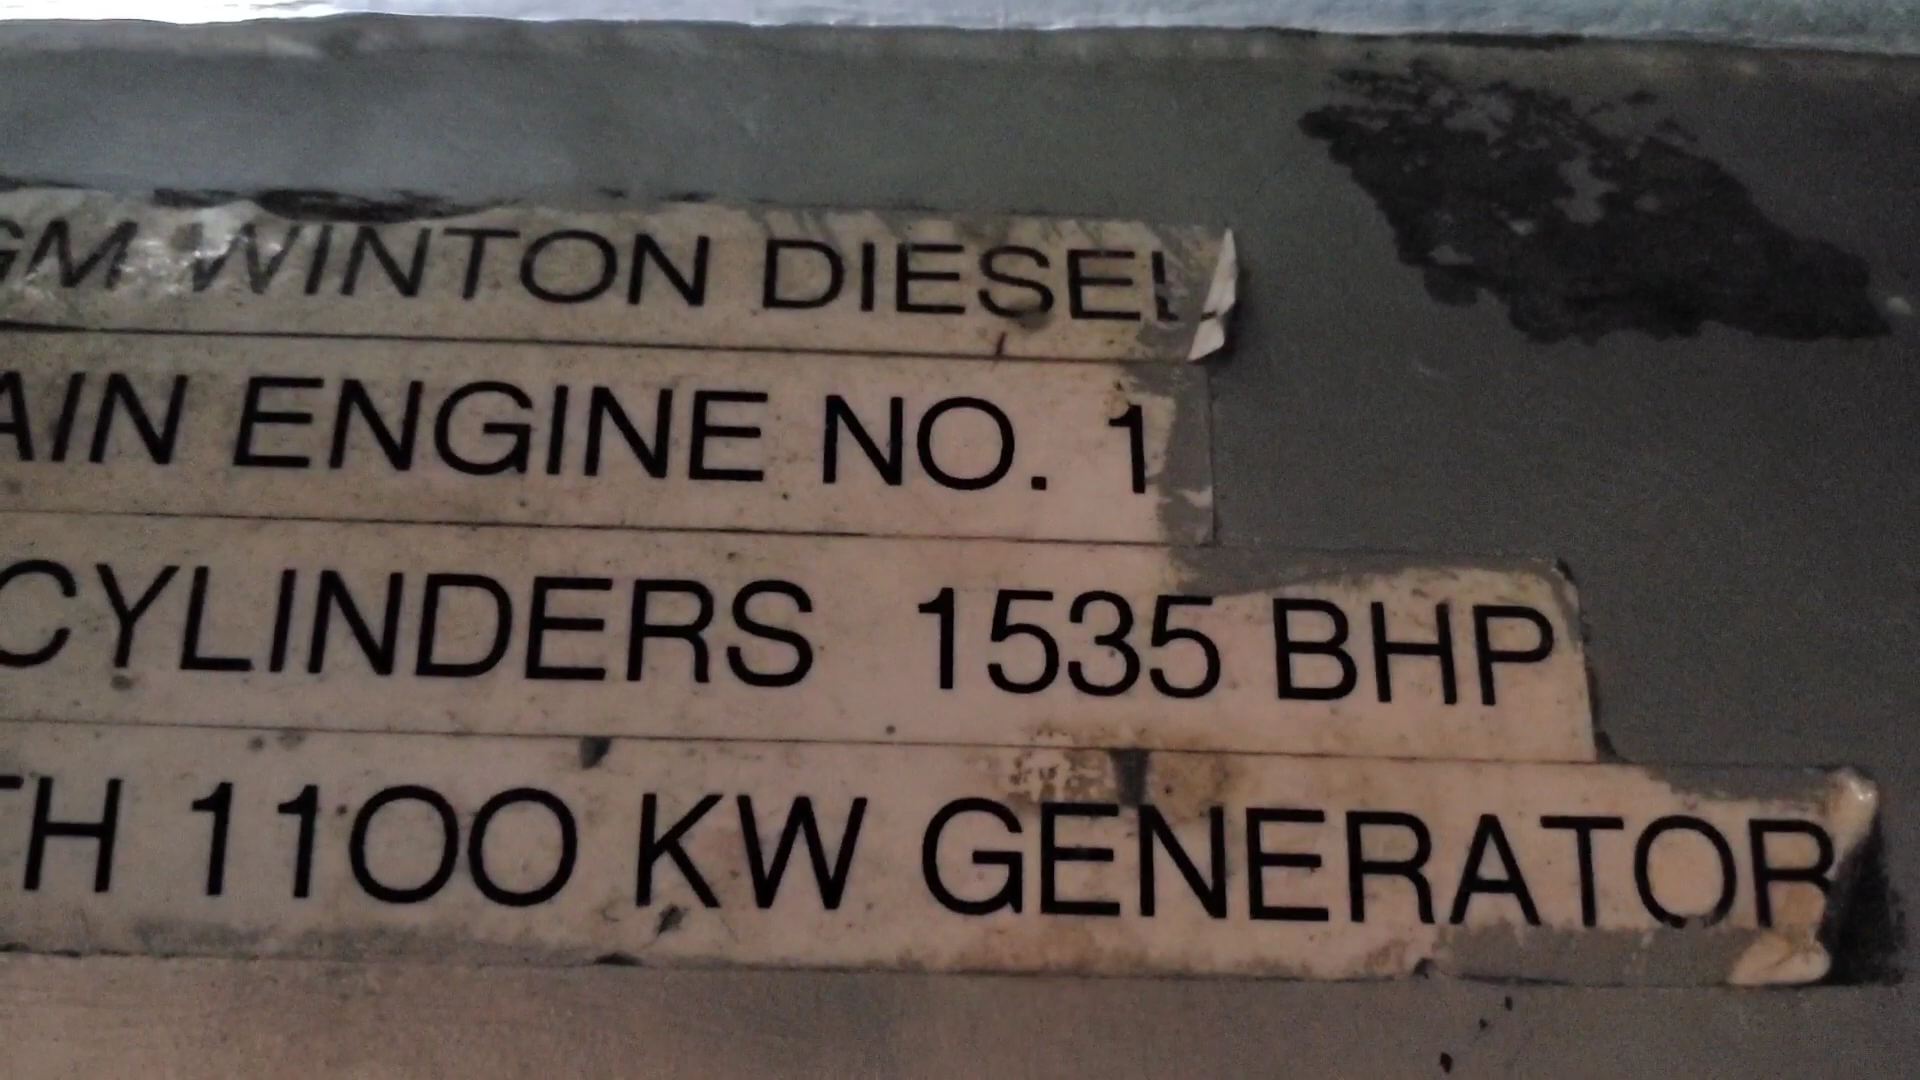 GM WINTON DIESEL
AIN ENGINE NO. 1
CYLINDERS 1535 BHP
TH 1100 KW GENERATOR